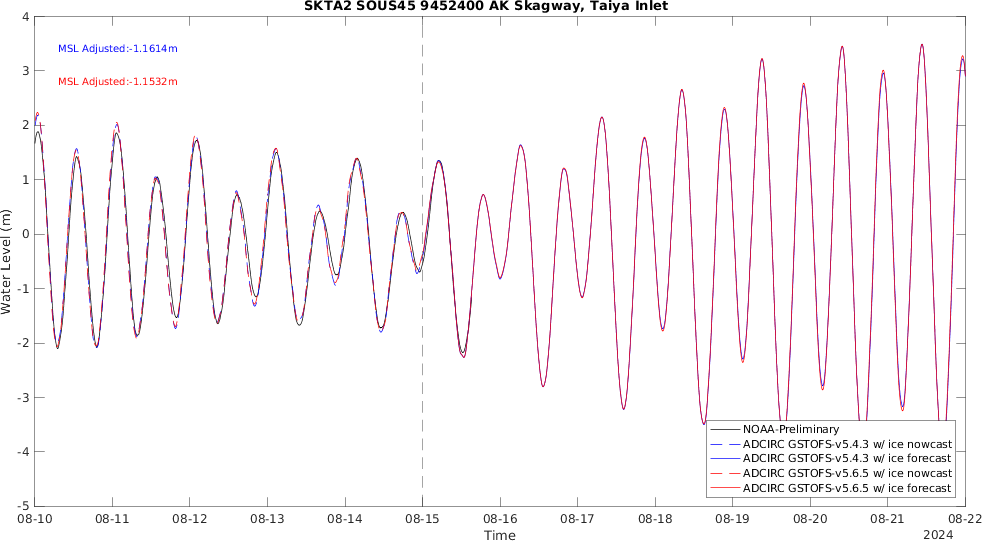 SKTA2 SOUS45 9452400 AK Skagway, Taiya Inlet
4
3
2
1
0
-1
-2
-3
-4
-5
Water Level (m)
MSL Adjusted:-1.1614m
MSL Adjusted:-1.1532m
NOAA-Preliminary
ADCIRC GSTOFS-v5.4.3 w/ ice nowcast
ADCIRC GSTOFS-v5.4.3 w/ ice forecast
ADCIRC GSTOFS-v5.6.5 w/ ice nowcast
ADCIRC GSTOFS-v5.6.5 w/ ice forecast
08-10 08-11 08-12 08-13 08-14 08-15 08-16 08-17 08-18 08-19 08-20 08-21 08-22
Time
2024